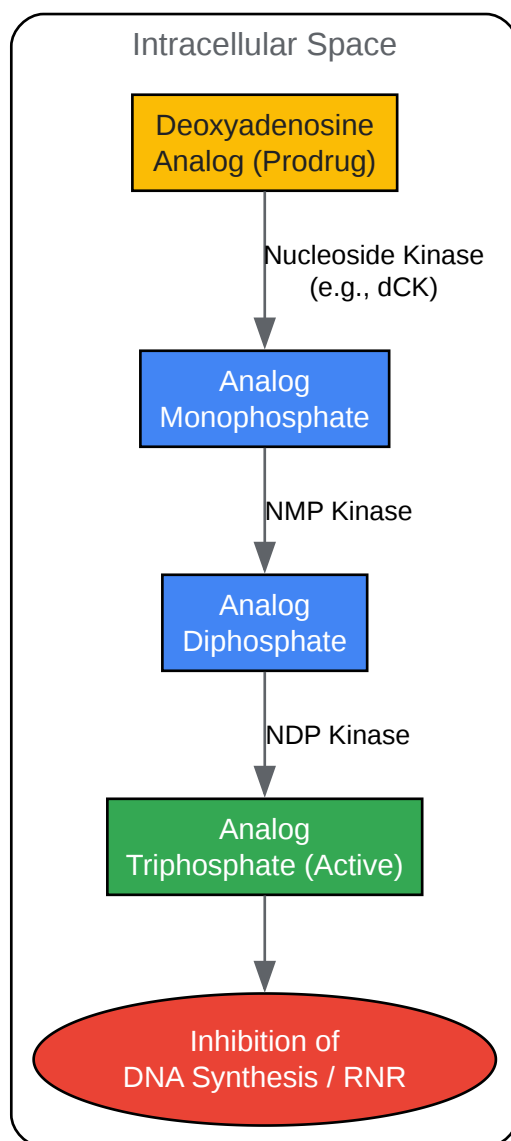 Intracellular Space
Deoxyadenosine
Analog (Prodrug)
Nucleoside Kinase
(e.g., dCK)
Analog
Monophosphate
NMP Kinase
Analog
Diphosphate
NDP Kinase
Analog
Triphosphate (Active)
Inhibition of
DNA Synthesis / RNR